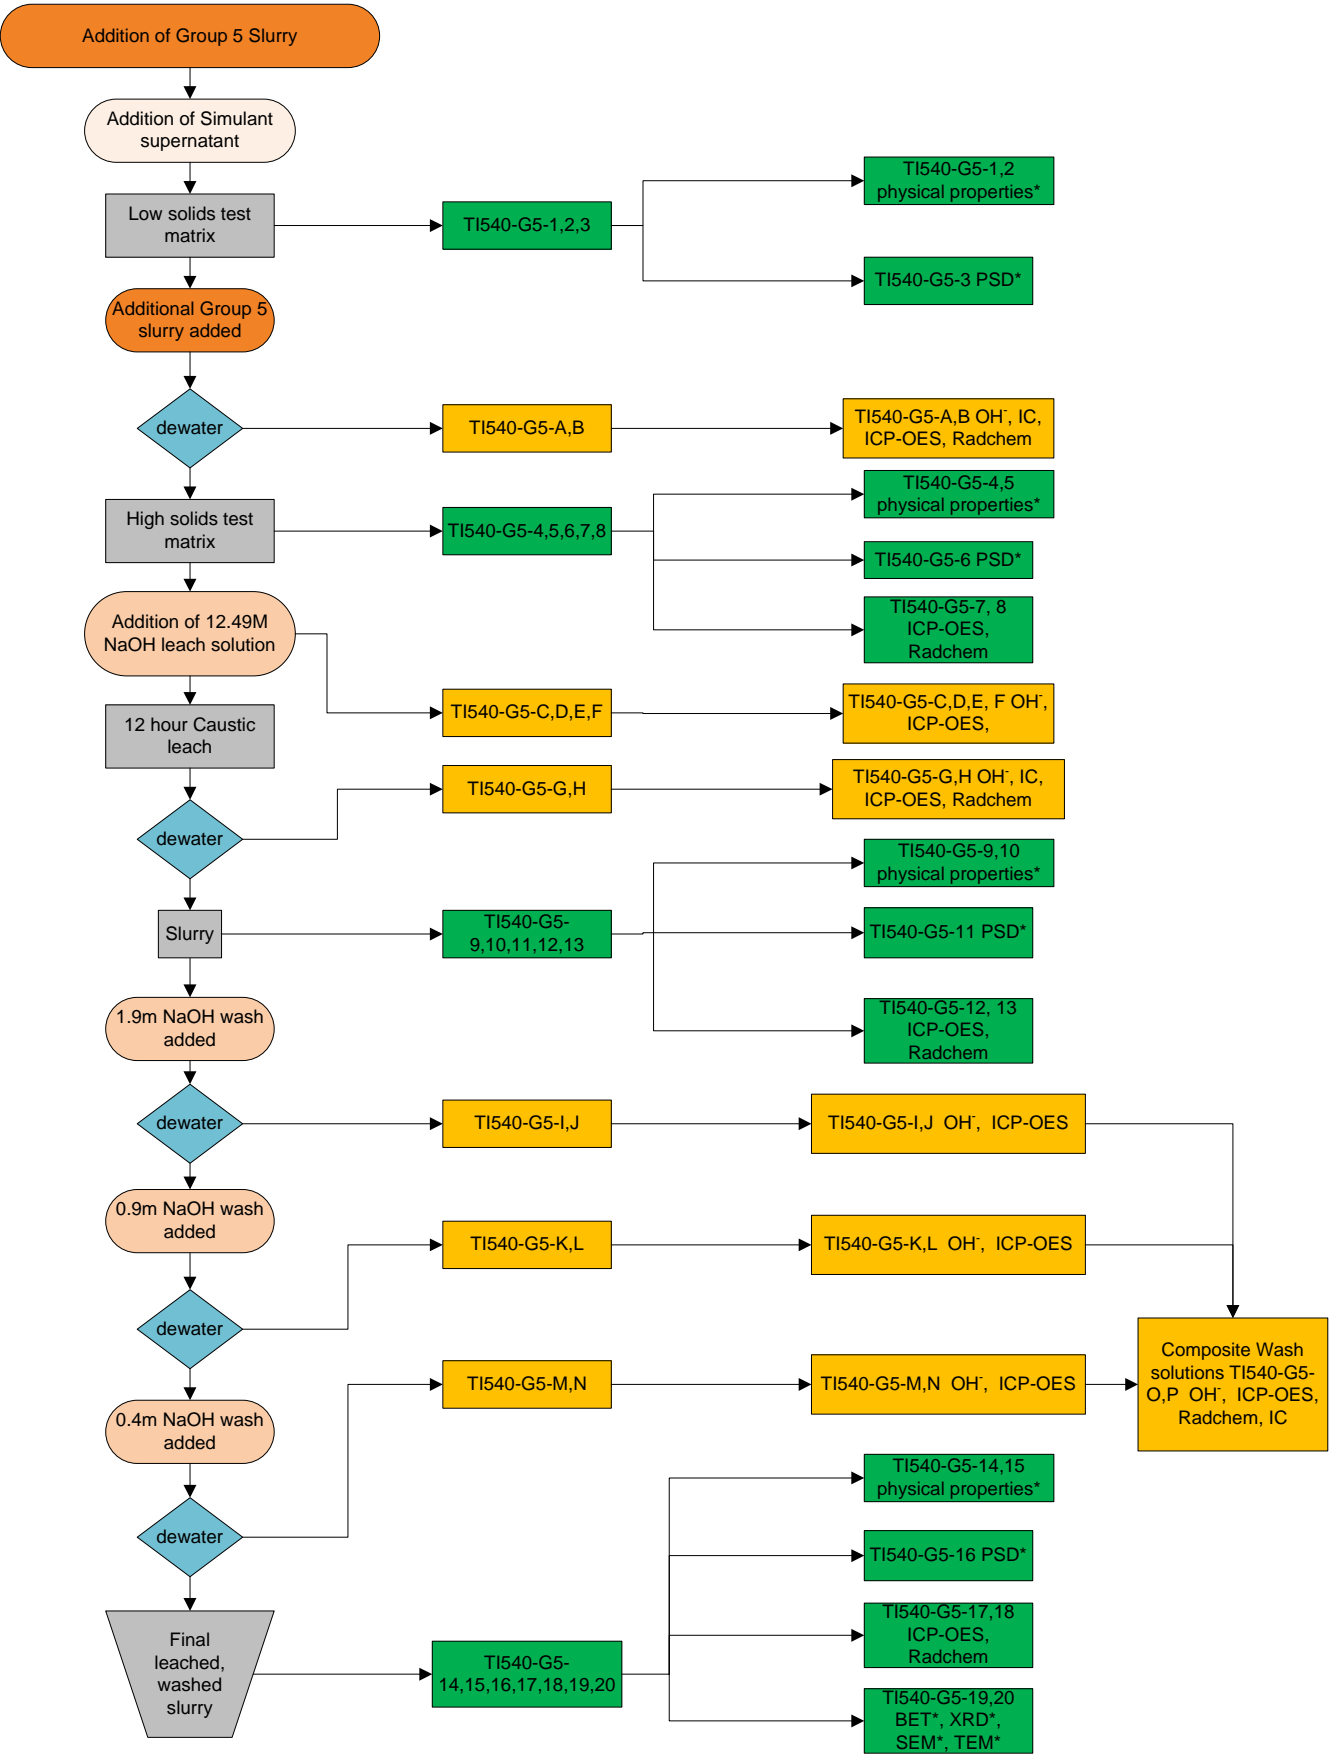 Addition of Group 5 Slurry
Addition of Simulant
supernatant
Low solids test
matrix
TI540-G5-1,2,3
TI540-G5-1,2
physical properties*
TI540-G5-3 PSD*
Additional Group 5
slurry added
dewater
TI540-G5-A,B
TI540-G5-A,B OH⁻, IC,
ICP-OES, Radchem
High solids test
matrix
TI540-G5-4,5,6,7,8
TI540-G5-4,5
physical properties*
TI540-G5-6 PSD*
TI540-G5-7, 8
ICP-OES,
Radchem
Addition of 12.49M
NaOH leach solution
TI540-G5-C,D,E,F
TI540-G5-C,D,E, F OH⁻,
ICP-OES,
12 hour Caustic
leach
dewater
TI540-G5-G,H
TI540-G5-G,H OH⁻, IC,
ICP-OES, Radchem
Slurry
TI540-G5-
9,10,11,12,13
TI540-G5-9,10
physical properties*
TI540-G5-11 PSD*
TI540-G5-12, 13
ICP-OES,
Radchem
1.9m NaOH wash
added
dewater
TI540-G5-I,J
TI540-G5-I,J OH⁻, ICP-OES
0.9m NaOH wash
added
dewater
TI540-G5-K,L
TI540-G5-K,L OH⁻, ICP-OES
0.4m NaOH wash
added
dewater
TI540-G5-M,N
TI540-G5-M,N OH⁻, ICP-OES
Composite Wash
solutions TI540-G5-
O,P OH⁻, ICP-OES,
Radchem, IC
Final
leached,
washed
slurry
TI540-G5-
14,15,16,17,18,19,20
TI540-G5-14,15
physical properties*
TI540-G5-16 PSD*
TI540-G5-17,18
ICP-OES,
Radchem
TI540-G5-19,20
BET*, XRD*,
SEM*, TEM*